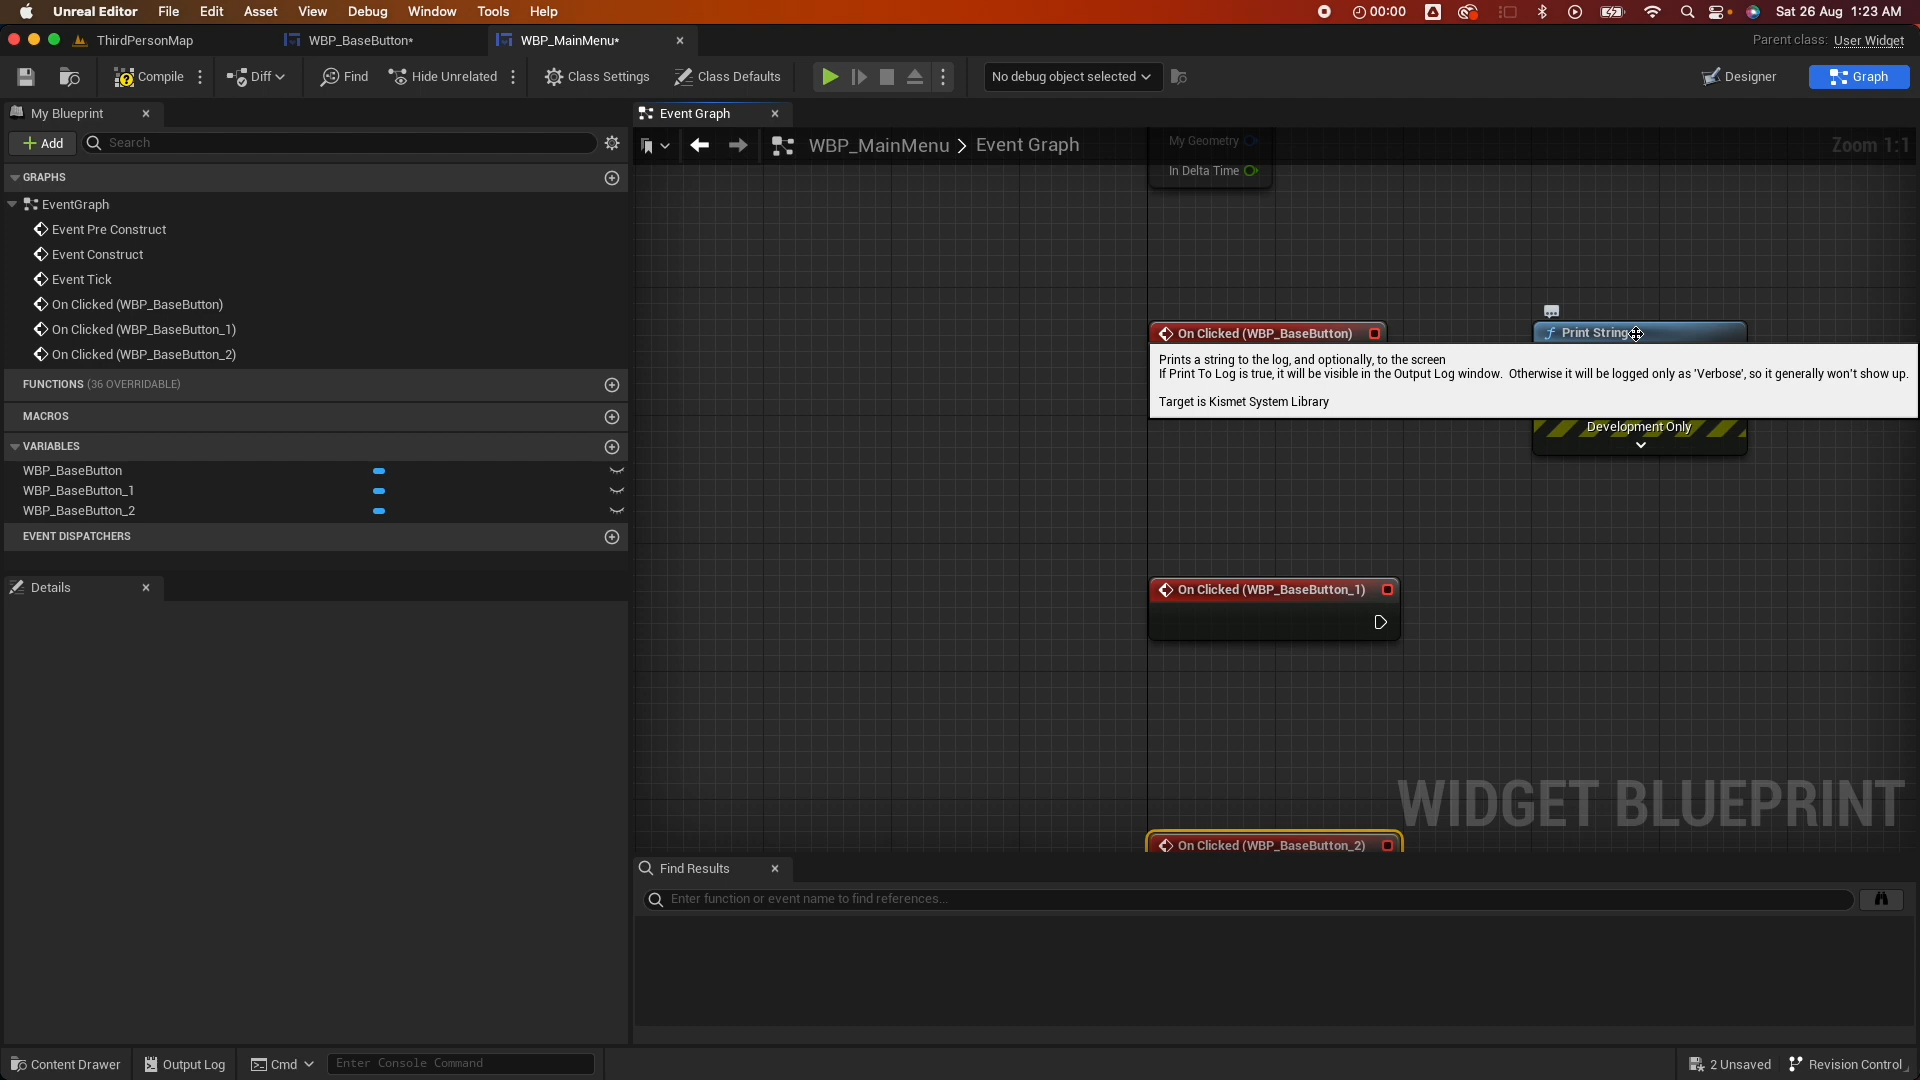 Unreal Editor File Edit Asset View Debug Window Tools Help
00:00
Sat 26 Aug 1:23 AM
ThirdPersonMap
WBP_BaseButton*
WBP_MainMenu*
Parent class: User Widget
Compile
Diff
Find
Hide Unrelated
Class Settings
Class Defaults
No debug object selected
Designer
Graph
My Blueprint
Event Graph
Add
Search
WBP_MainMenu > Event Graph
Zoom 1:1
My Geometry
In Delta Time
GRAPHS
EventGraph
Event Pre Construct
Event Construct
Event Tick
On Clicked (WBP_BaseButton)
On Clicked (WBP_BaseButton_1)
On Clicked (WBP_BaseButton_2)
FUNCTIONS (36 OVERRIDABLE)
MACROS
VARIABLES
WBP_BaseButton
WBP_BaseButton_1
WBP_BaseButton_2
EVENT DISPATCHERS
Details
On Clicked (WBP_BaseButton)
Print String
Prints a string to the log, and optionally, to the screen
If Print To Log is true, it will be visible in the Output Log window. Otherwise it will be logged only as 'Verbose', so it generally won't show up.
Target is Kismet System Library
Development Only
On Clicked (WBP_BaseButton_1)
WIDGET BLUEPRINT
On Clicked (WBP_BaseButton_2)
Find Results
Enter function or event name to find references...
Content Drawer
Output Log
Cmd
Enter Console Command
2 Unsaved
Revision Control